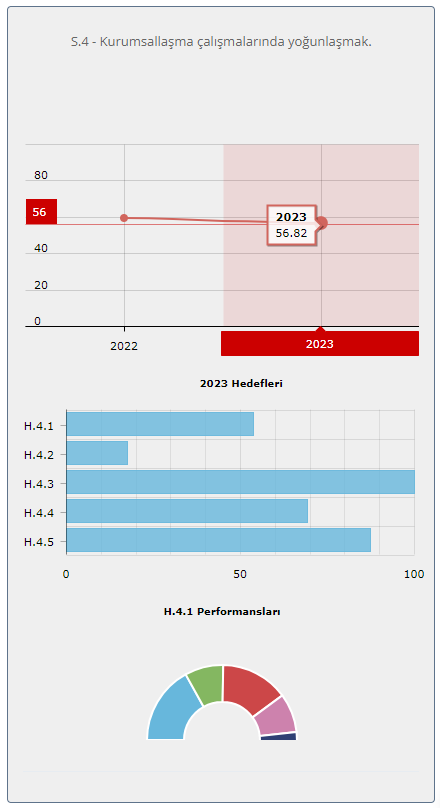 S.4 - Kurumsallaşma çalışmalarında yoğunlaşmak.
80
56
2023
56.82
40
20
0
2022
2023
2023 Hedefleri
H.4.1
H.4.2
H.4.3
H.4.4
H.4.5
0 50 100
H.4.1 Performansları